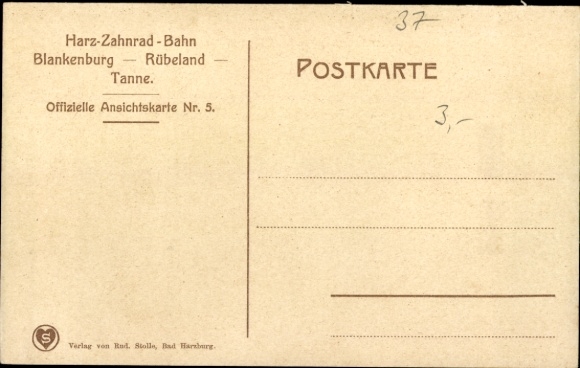 37
Harz-Zahnrad-Bahn
Blankenburg — Rübeland —
Tanne.
Offizielle Ansichtskarte Nr. 5.
POSTKARTE
3,-
S
Verlag von Rud. Stolle, Bad Harzburg.